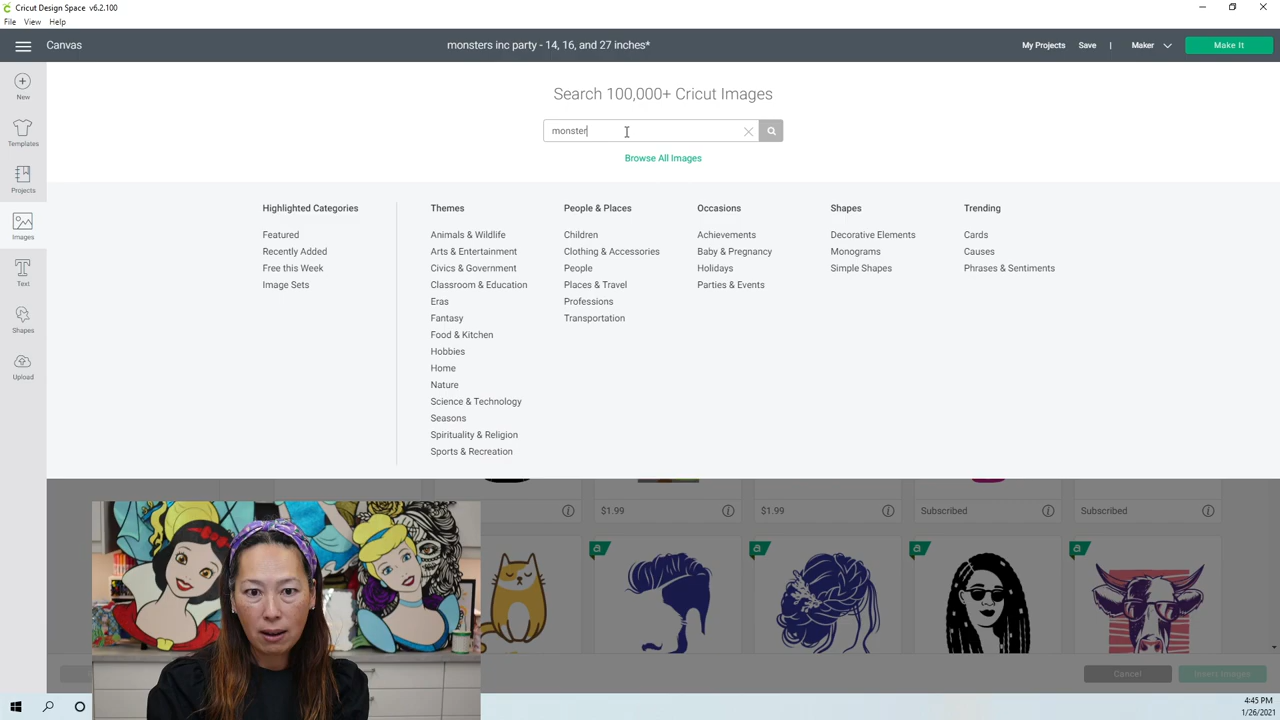 Cricut Design Space v6.2.100
File View Help
Canvas
monsters inc party - 14, 16, and 27 inches*
My Projects Save | Maker
Make It
New
Templates
Projects
Images
Text
Shapes
Upload
Search 100,000+ Cricut Images
monster
Browse All Images
Highlighted Categories
Featured
Recently Added
Free this Week
Image Sets
Themes
Animals & Wildlife
Arts & Entertainment
Civics & Government
Classroom & Education
Eras
Fantasy
Food & Kitchen
Hobbies
Home
Nature
Science & Technology
Seasons
Spirituality & Religion
Sports & Recreation
People & Places
Children
Clothing & Accessories
People
Places & Travel
Professions
Transportation
Occasions
Achievements
Baby & Pregnancy
Holidays
Parties & Events
Shapes
Decorative Elements
Monograms
Simple Shapes
Trending
Cards
Causes
Phrases & Sentiments
$1.99
$1.99
Subscribed
Subscribed
a
a
a
a
Cancel
Insert Images
4:45 PM
1/26/2021